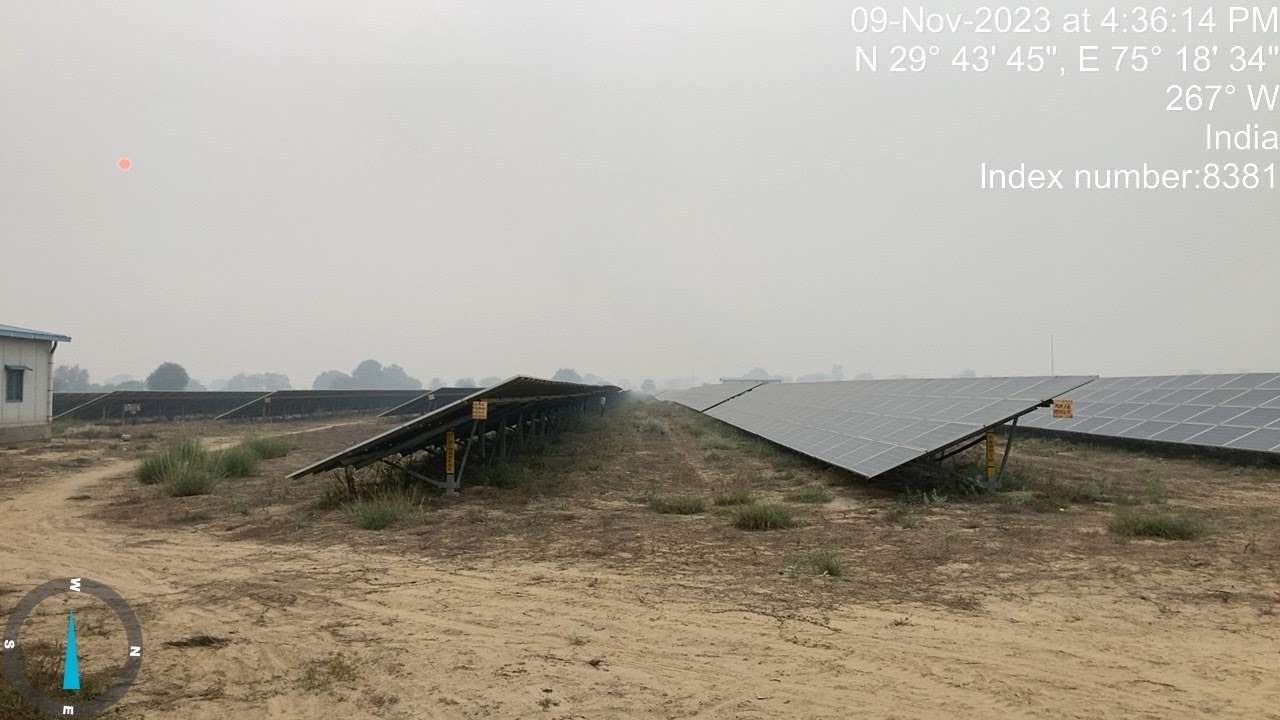 09-Nov-2023 at 4:36:14 PM
N 29° 43' 45", E 75° 18' 34"
267° W
India
Index number:8381
W
S
N
E